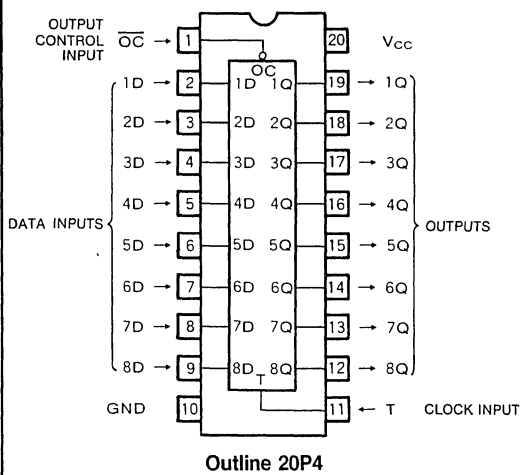 OUTPUT
CONTROL
INPUT
O̅C̅ → 1
20 VCC
OC
1D → 2 1D 1Q 19 → 1Q
2D → 3 2D 2Q 18 → 2Q
3D → 4 3D 3Q 17 → 3Q
4D → 5 4D 4Q 16 → 4Q
DATA INPUTS
OUTPUTS
5D → 6 5D 5Q 15 → 5Q
6D → 7 6D 6Q 14 → 6Q
7D → 8 7D 7Q 13 → 7Q
8D → 9 8D 8Q 12 → 8Q
T
GND 10 11 ← T CLOCK INPUT
Outline 20P4